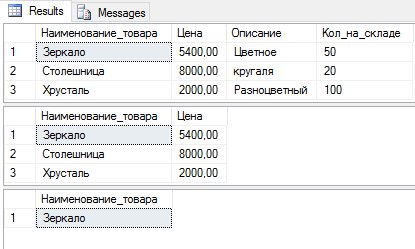 Results Messages
Наименование_товара Цена Описание Кол_на_складе
1 Зеркало 5400,00 Цветное 50
2 Столешница 8000,00 кругаля 20
3 Хрусталь 2000,00 Разноцветный 100
Наименование_товара Цена
1 Зеркало 5400,00
2 Столешница 8000,00
3 Хрусталь 2000,00
Наименование_товара
1 Зеркало